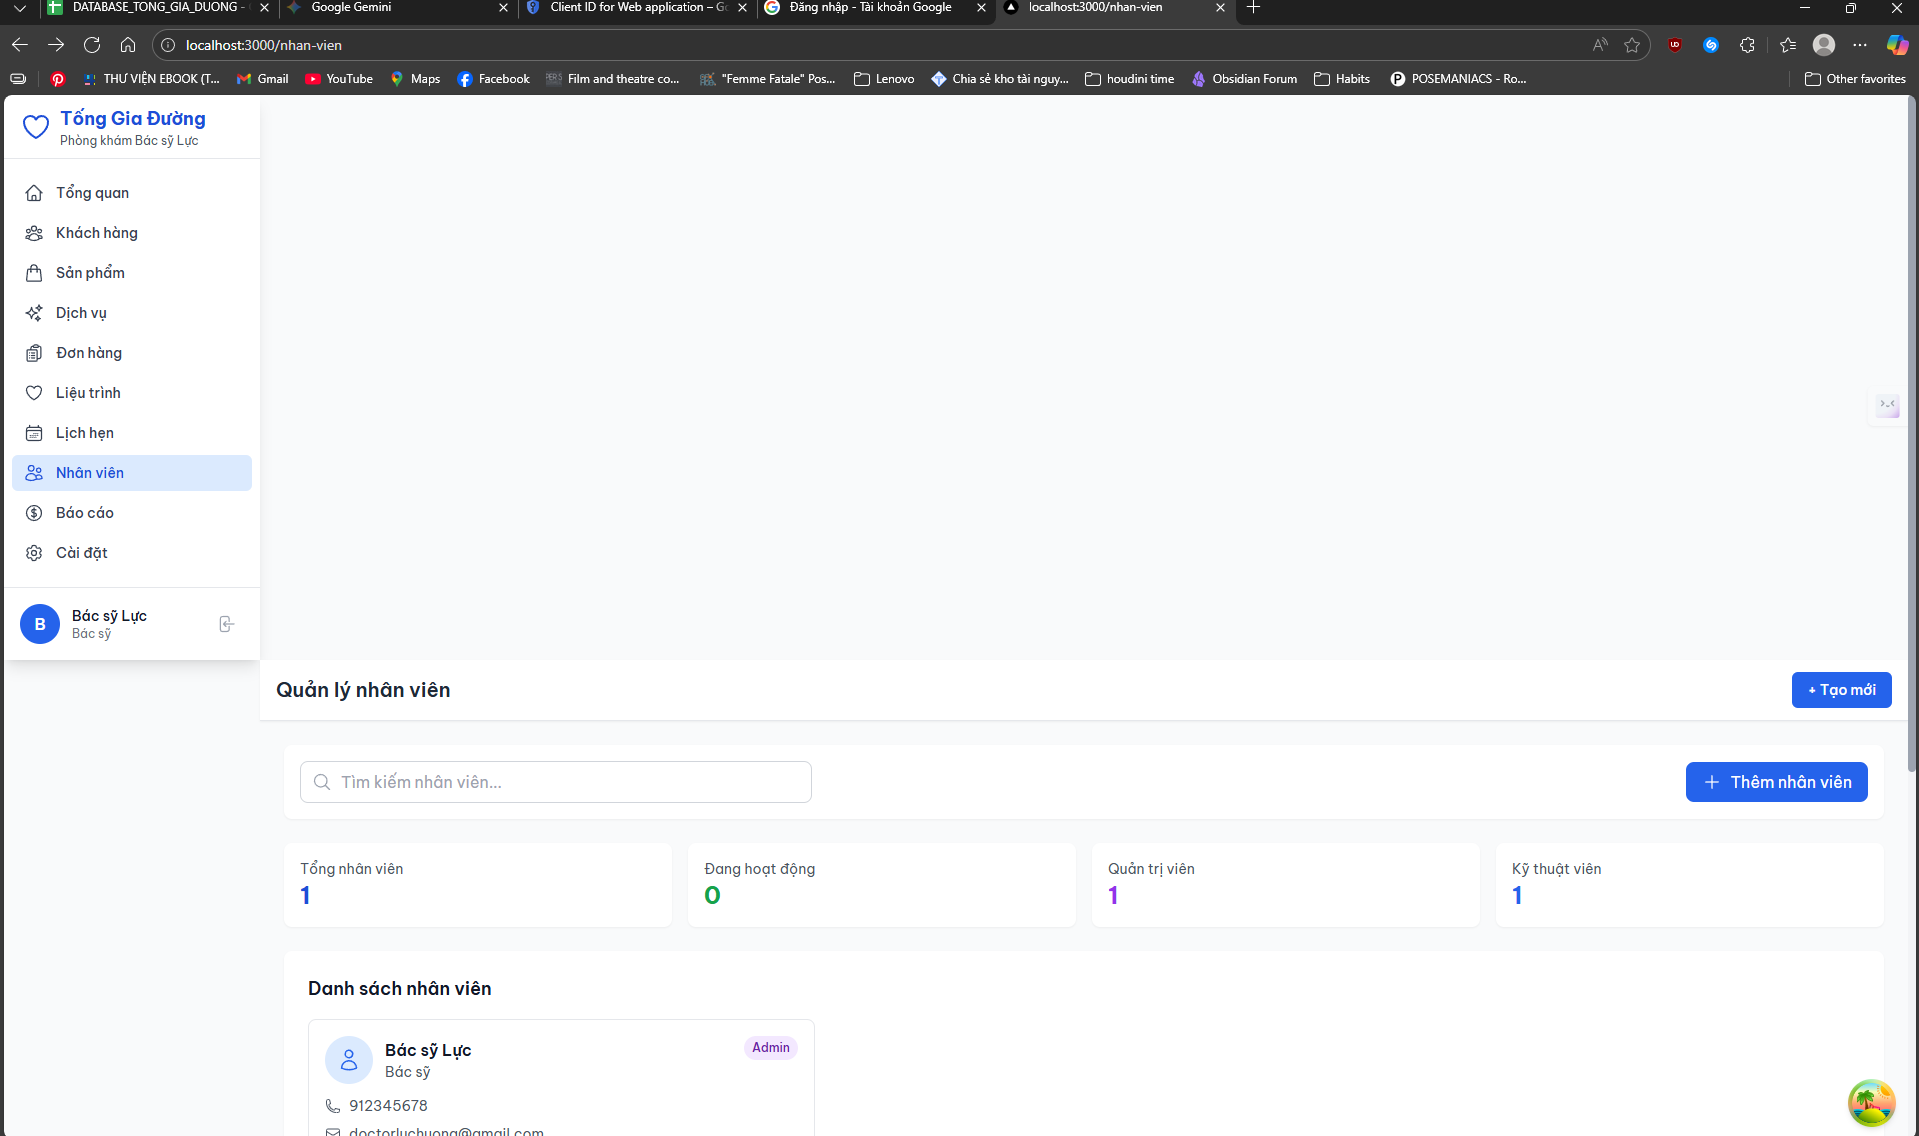 DATABASE_TONG_GIA_DUONG -
Google Gemini
Client ID for Web application – Go
Đăng nhập - Tài khoản Google
localhost:3000/nhan-vien
localhost:3000/nhan-vien
THƯ VIỆN EBOOK (T...
Gmail
YouTube
Maps
Facebook
Film and theatre co...
"Femme Fatale" Pos...
Lenovo
Chia sẻ kho tài nguy...
houdini time
Obsidian Forum
Habits
POSEMANIACS - Ro...
Other favorites
Tống Gia Đường
Phòng khám Bác sỹ Lực
Tổng quan
Khách hàng
Sản phẩm
Dịch vụ
Đơn hàng
Liệu trình
Lịch hẹn
Nhân viên
Báo cáo
Cài đặt
B
Bác sỹ Lực
Bác sỹ
Quản lý nhân viên
+ Tạo mới
Tìm kiếm nhân viên...
Thêm nhân viên
Tổng nhân viên
1
Đang hoạt động
0
Quản trị viên
1
Kỹ thuật viên
1
Danh sách nhân viên
Bác sỹ Lực
Admin
Bác sỹ
912345678
doctorluchuong@gmail.com